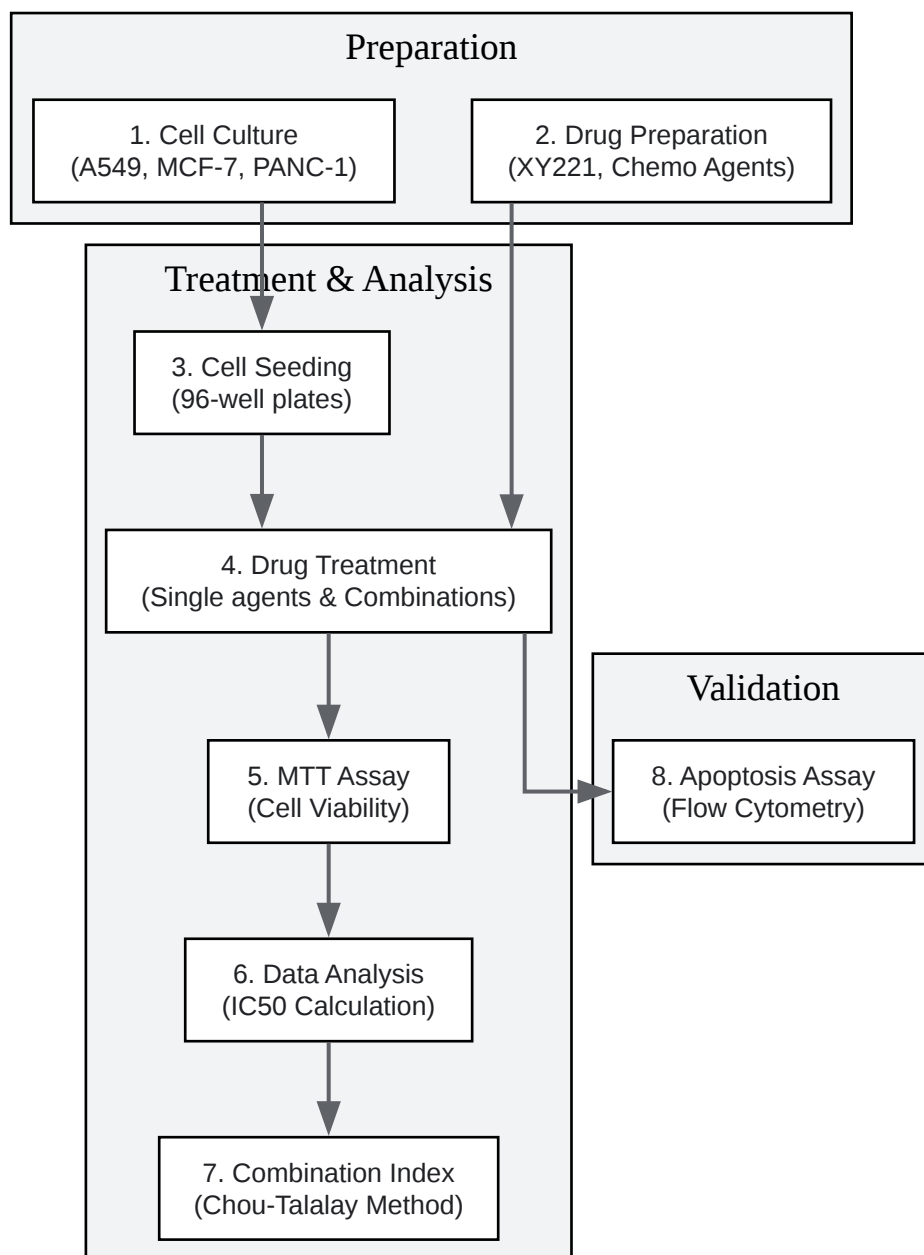 Preparation
1. Cell Culture
(A549, MCF-7, PANC-1)
2. Drug Preparation
(XY221, Chemo Agents)
Treatment & Analysis
3. Cell Seeding
(96-well plates)
4. Drug Treatment
(Single agents & Combinations)
5. MTT Assay
(Cell Viability)
6. Data Analysis
(IC50 Calculation)
7. Combination Index
(Chou-Talalay Method)
Validation
8. Apoptosis Assay
(Flow Cytometry)